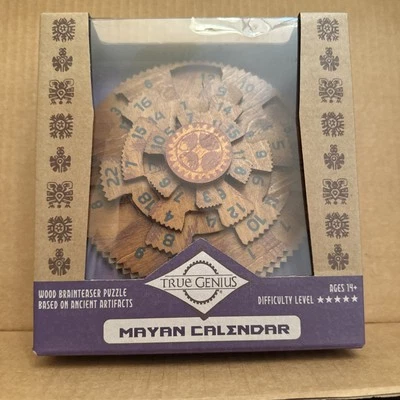 TRUE GENIUS
WOOD BRAINTEASER PUZZLE
BASED ON ANCIENT ARTIFACTS
AGES 14+
DIFFICULTY LEVEL ★★★★★
MAYAN CALENDAR